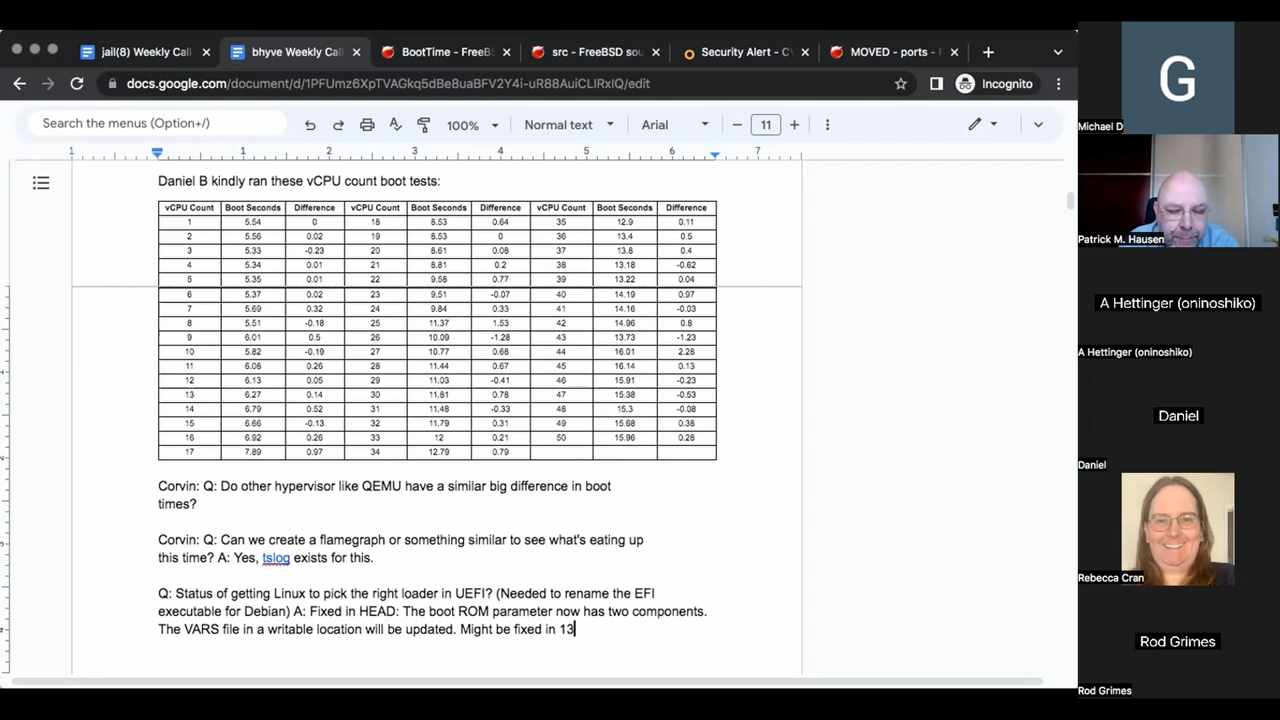 jail(8) Weekly Cal
bhyve Weekly Cal
BootTime - FreeBS
src - FreeBSD sou
Security Alert - C
MOVED - ports - F
docs.google.com/document/d/1PFUmz6XpTVAGkq5dBe8uaBFV2Y4i-uR88AuiCLlRxIQ/edit
Incognito
Search the menus (Option+/)
100%
Normal text
Arial
11
1 1 2 3 4 5 6 7
Daniel B kindly ran these vCPU count boot tests:
vCPU Count Boot Seconds Difference vCPU Count Boot Seconds Difference vCPU Count Boot Seconds Difference
1 5.54 0 18 8.53 0.64 35 12.9 0.11
2 5.56 0.02 19 8.53 0 36 13.4 0.5
3 5.33 -0.23 20 8.61 0.08 37 13.8 0.4
4 5.34 0.01 21 8.81 0.2 38 13.18 -0.62
5 5.35 0.01 22 9.58 0.77 39 13.22 0.04
6 5.37 0.02 23 9.51 -0.07 40 14.19 0.97
7 5.69 0.32 24 9.84 0.33 41 14.16 -0.03
8 5.51 -0.18 25 11.37 1.53 42 14.96 0.8
9 6.01 0.5 26 10.09 -1.28 43 13.73 -1.23
10 5.82 -0.19 27 10.77 0.68 44 16.01 2.28
11 6.08 0.26 28 11.44 0.67 45 16.14 0.13
12 6.13 0.05 29 11.03 -0.41 46 15.91 -0.23
13 6.27 0.14 30 11.81 0.78 47 15.38 -0.53
14 6.79 0.52 31 11.48 -0.33 48 15.3 -0.08
15 6.66 -0.13 32 11.79 0.31 49 15.68 0.38
16 6.92 0.26 33 12 0.21 50 15.96 0.28
17 7.89 0.97 34 12.79 0.79
Corvin: Q: Do other hypervisor like QEMU have a similar big difference in boot
times?
Corvin: Q: Can we create a flamegraph or something similar to see what's eating up
this time? A: Yes, tslog exists for this.
Q: Status of getting Linux to pick the right loader in UEFI? (Needed to rename the EFI
executable for Debian) A: Fixed in HEAD: The boot ROM parameter now has two components.
The VARS file in a writable location will be updated. Might be fixed in 13
G
Michael D
Patrick M. Hausen
A Hettinger (oninoshiko)
A Hettinger (oninoshiko)
Daniel
Daniel
Rebecca Cran
Rod Grimes
Rod Grimes